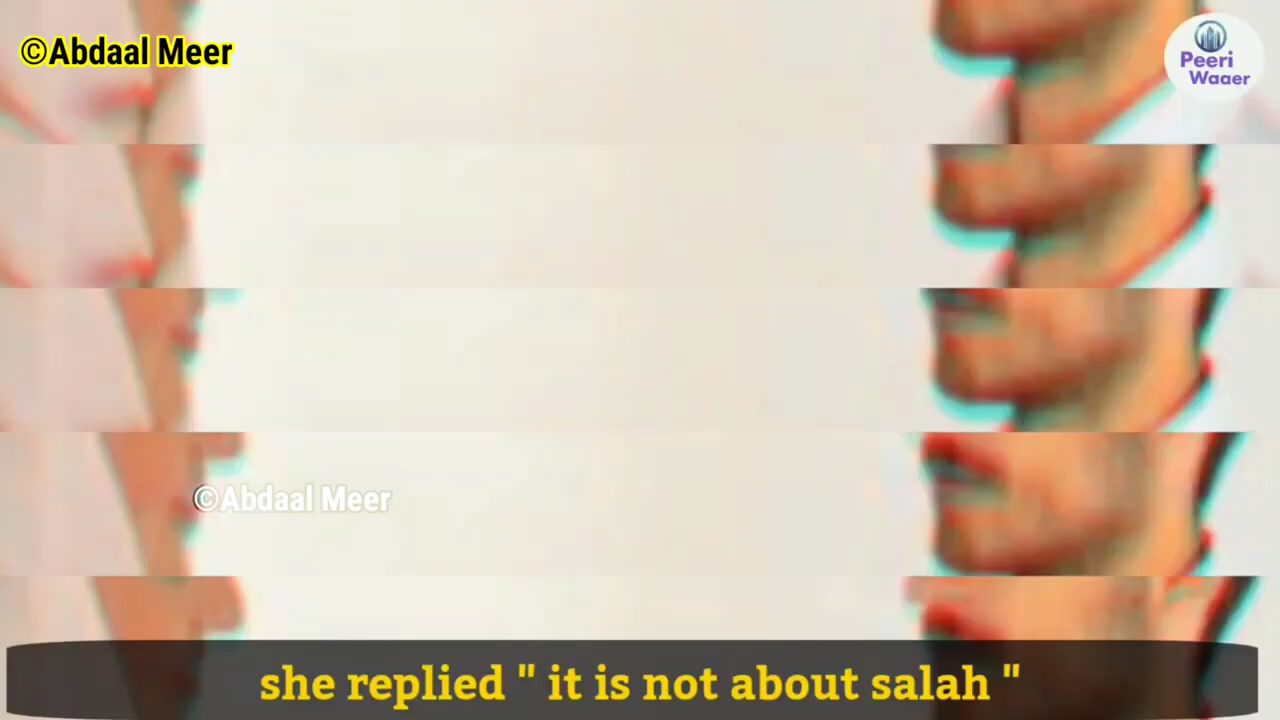 ©Abdaal Meer
Peeri
Waaer
©Abdaal Meer
she replied " it is not about salah "